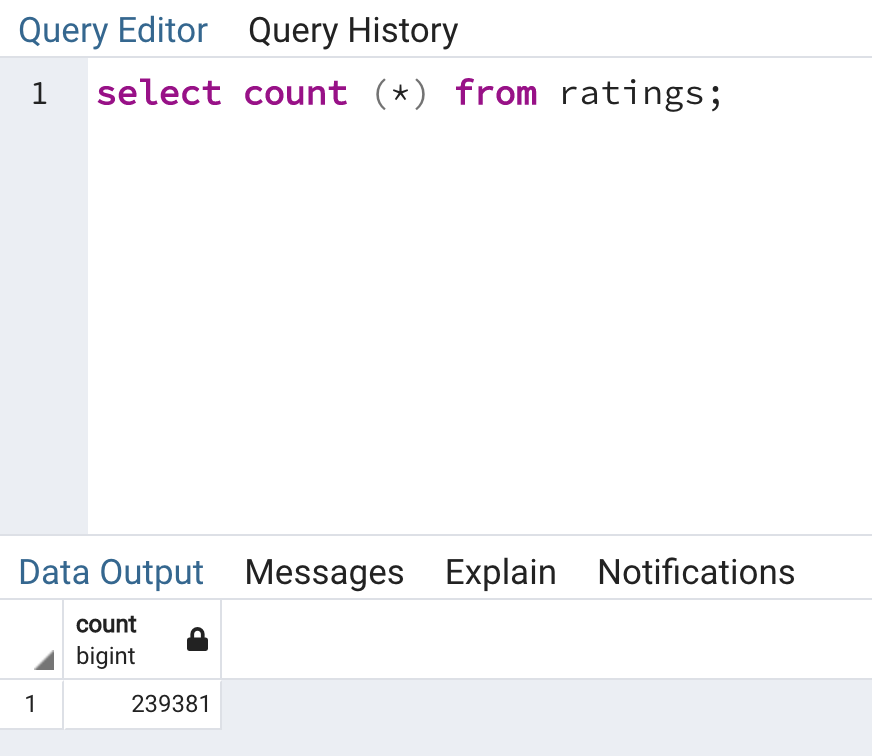 Query Editor Query History
1 select count (*) from ratings;
Data Output Messages Explain Notifications
count
bigint
1 239381